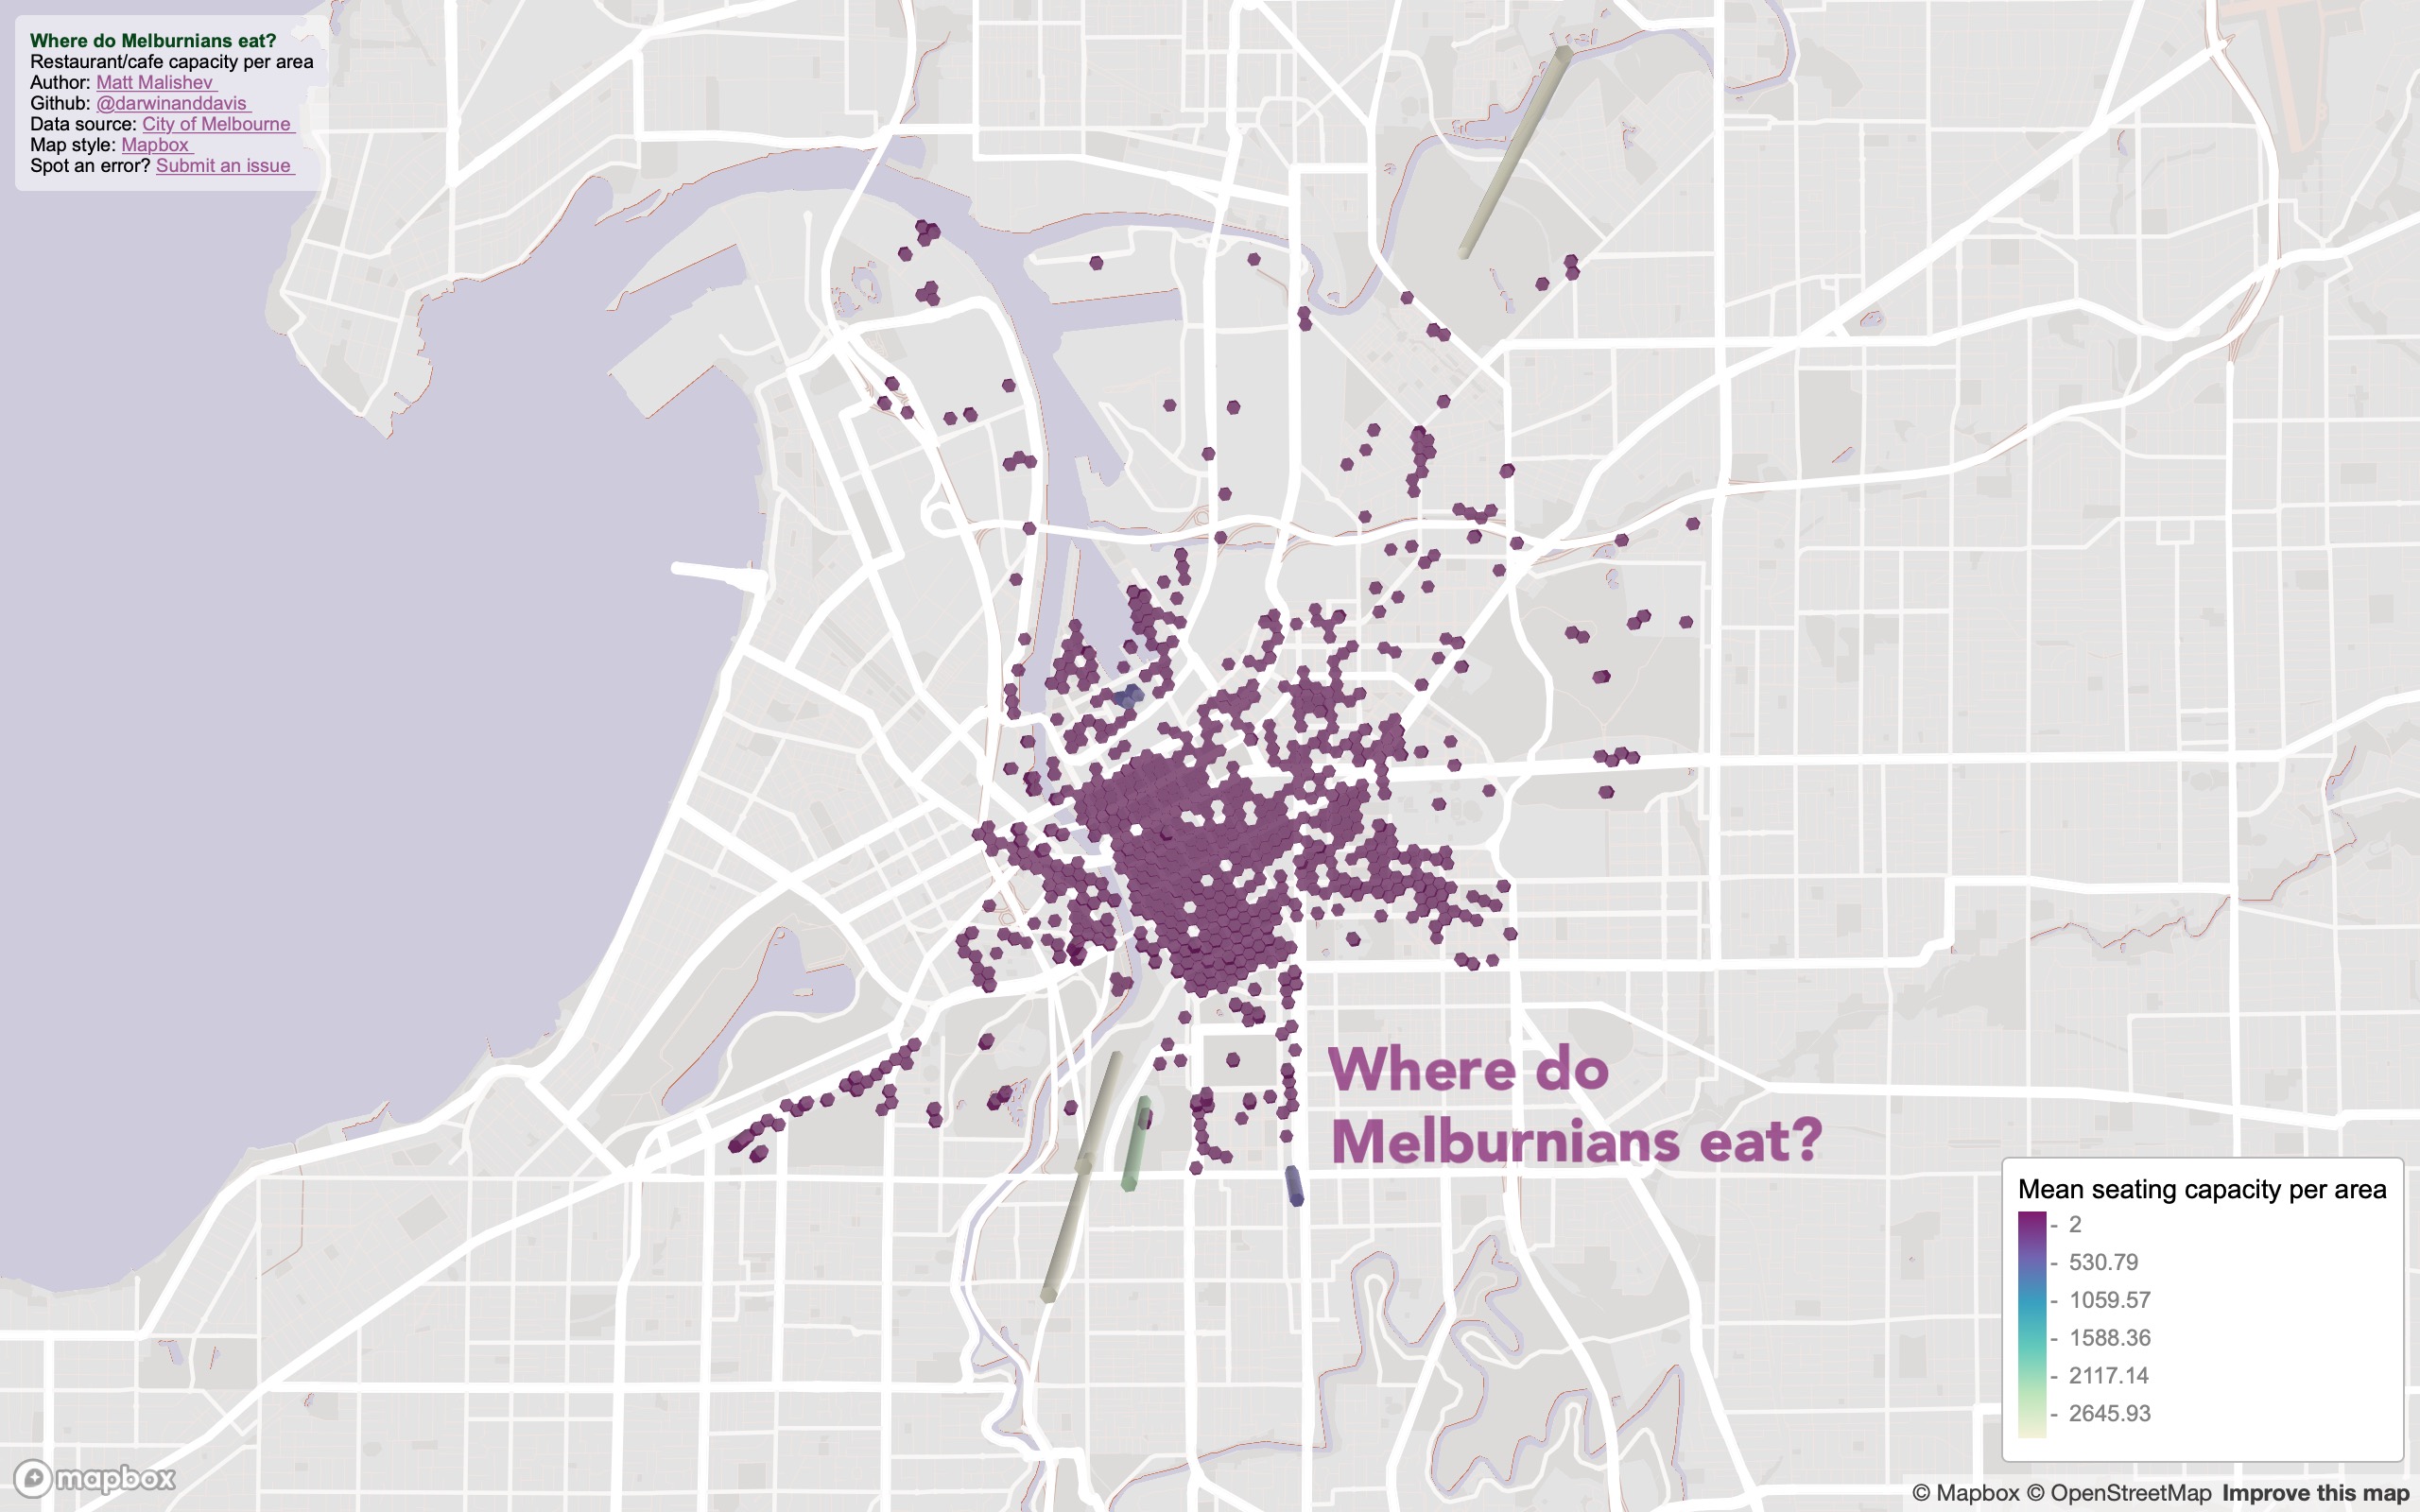 Where do Melburnians eat?
Restaurant/cafe capacity per area
Author: Matt Malishev
Github: @darwinanddavis
Data source: City of Melbourne
Map style: Mapbox
Spot an error? Submit an issue
Where do
Melburnians eat?
Mean seating capacity per area
- 2
- 530.79
- 1059.57
- 1588.36
- 2117.14
- 2645.93
mapbox
© Mapbox © OpenStreetMap Improve this map